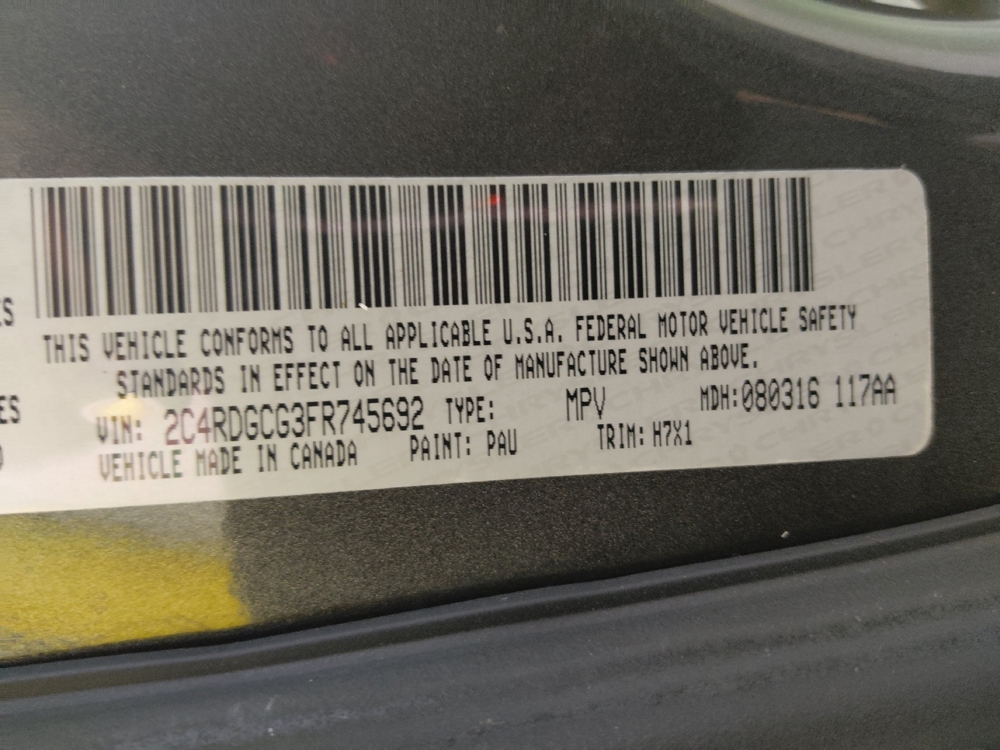 THIS VEHICLE CONFORMS TO ALL APPLICABLE U.S.A. FEDERAL MOTOR VEHICLE SAFETY
STANDARDS IN EFFECT ON THE DATE OF MANUFACTURE SHOWN ABOVE.
VIN: 2C4RDGCG3FR745692 TYPE: MPV MDH:080316 117AA
VEHICLE MADE IN CANADA PAINT: PAU TRIM: H7X1